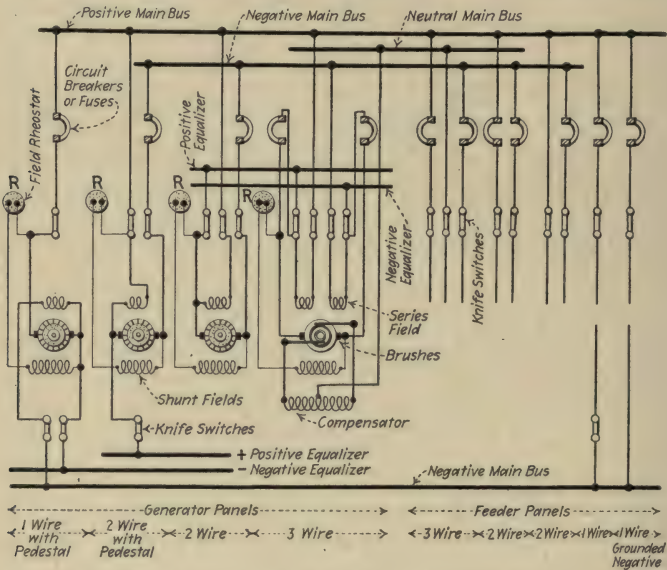 Positive Main Bus
Negative Main Bus
Neutral Main Bus
Circuit
Breakers
or Fuses
Field Rheostat
Positive
Equalizer
R
R
R
R
Negative
Equalizer
Knife Switches
Series
Field
Brushes
Shunt Fields
Compensator
Knife Switches
+ Positive Equalizer
- Negative Equalizer
Negative Main Bus
Generator Panels
Feeder Panels
1 Wire
with
Pedestal
2 Wire
with
Pedestal
2 Wire
3 Wire
3 Wire
2 Wire
2 Wire
1 Wire
1 Wire
Grounded
Negative